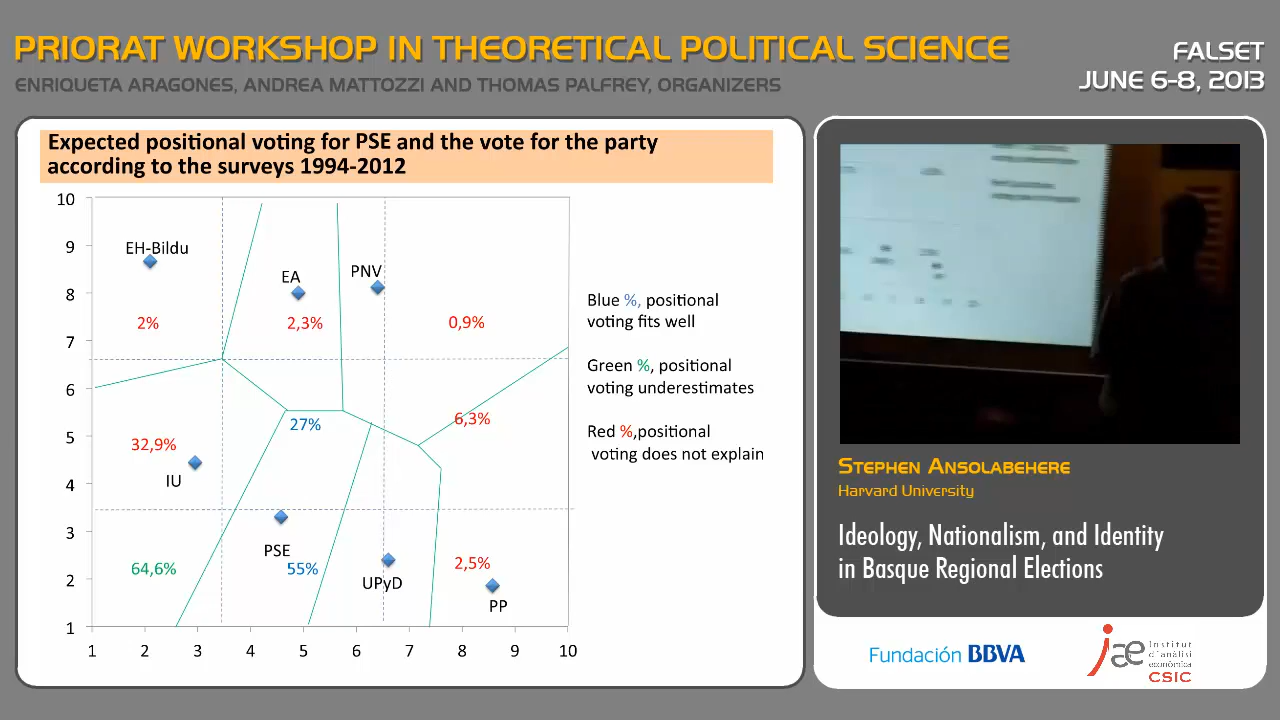 PRIORAT WORKSHOP IN THEORETICAL POLITICAL SCIENCE
ENRIQUETA ARAGONES, ANDREA MATTOZZI AND THOMAS PALFREY, ORGANIZERS
FALSET
JUNE 6-8, 2013
Expected positional voting for PSE and the vote for the party
according to the surveys 1994-2012
10
9
8
7
6
5
4
3
2
1
EH-Bildu
EA
PNV
2%
2,3%
0,9%
27%
6,3%
32,9%
IU
PSE
64,6%
55%
UPyD
2,5%
PP
1 2 3 4 5 6 7 8 9 10
Blue %, positional
voting fits well
Green %, positional
voting underestimates
Red %,positional
voting does not explain
STEPHEN ANSOLABEHERE
Harvard University
Ideology, Nationalism, and Identity
in Basque Regional Elections
Fundación BBVA
iae
Institut
d'anàlisi
econòmica
CSIC